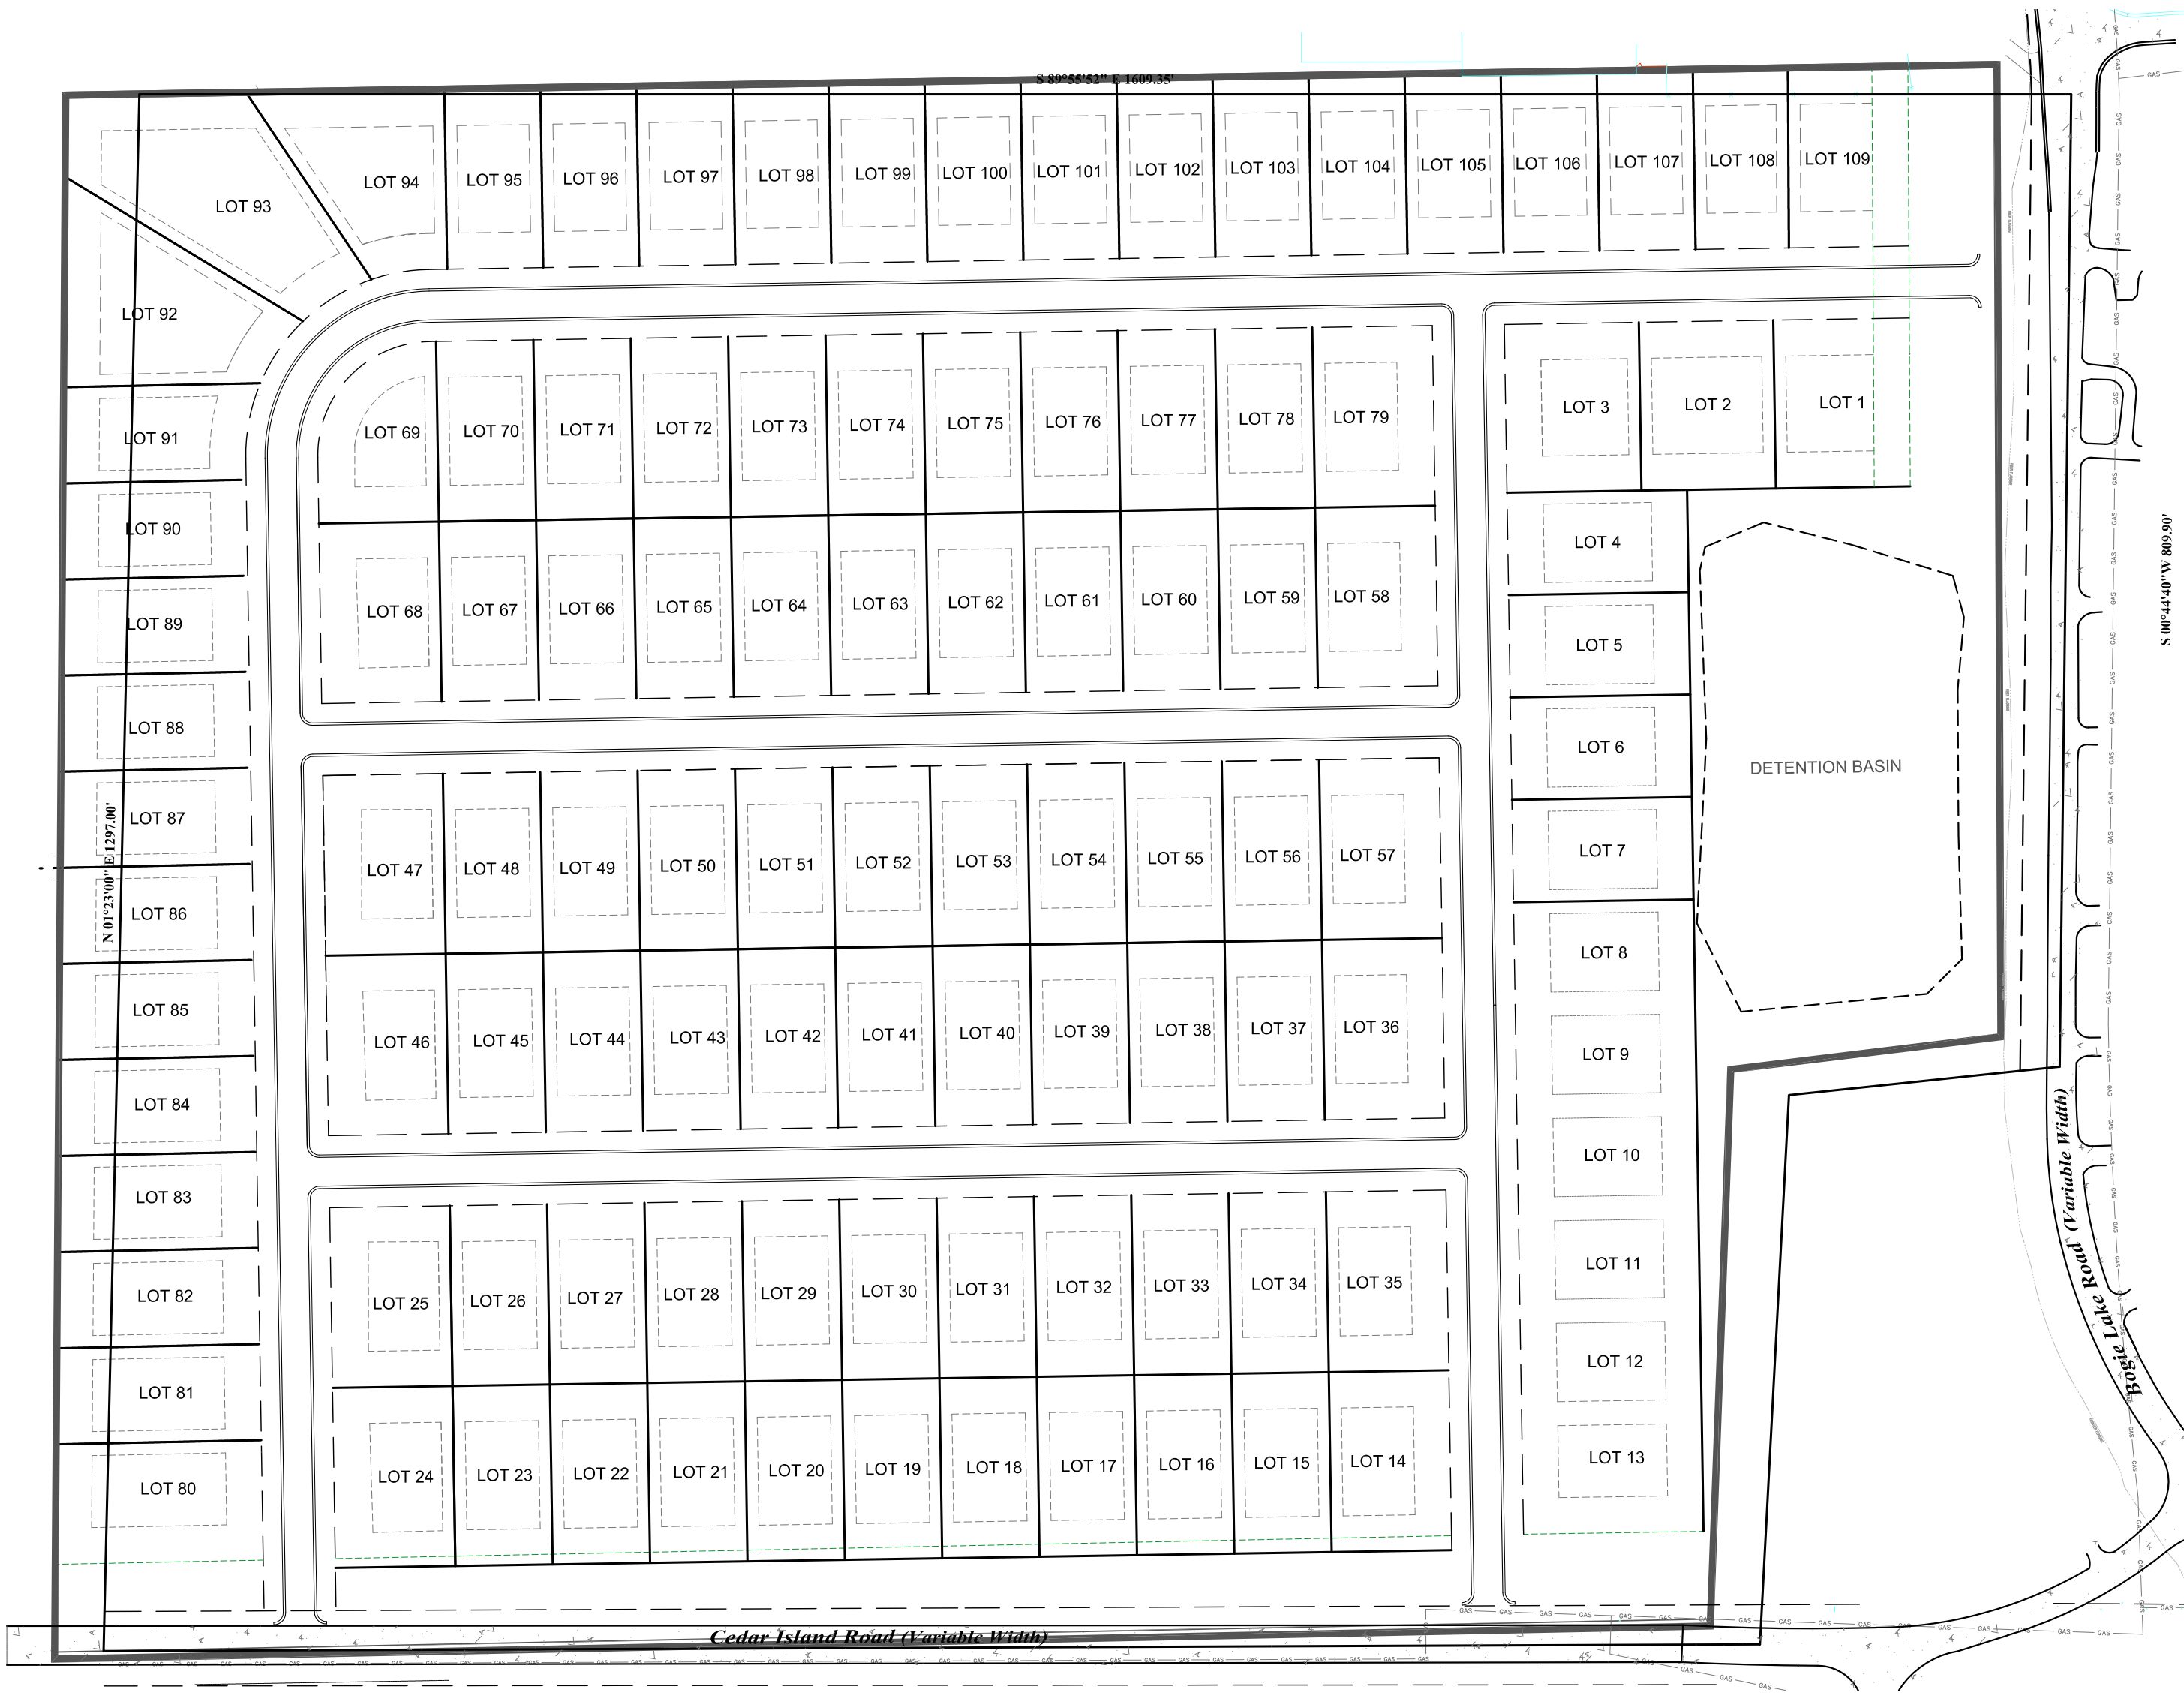 S 89°55'52" E 1609.35'
GAS
LOT 94
LOT 95
LOT 96
LOT 97
LOT 98
LOT 99
LOT 100
LOT 101
LOT 102
LOT 103
LOT 104
LOT 105
LOT 106
LOT 107
LOT 108
LOT 109
LOT 93
LOT 92
LOT 91
LOT 90
LOT 89
LOT 88
LOT 87
LOT 86
LOT 85
LOT 84
LOT 83
LOT 82
LOT 81
LOT 80
N 01°23'00" E 1297.00'
LOT 69
LOT 70
LOT 71
LOT 72
LOT 73
LOT 74
LOT 75
LOT 76
LOT 77
LOT 78
LOT 79
LOT 68
LOT 67
LOT 66
LOT 65
LOT 64
LOT 63
LOT 62
LOT 61
LOT 60
LOT 59
LOT 58
LOT 47
LOT 48
LOT 49
LOT 50
LOT 51
LOT 52
LOT 53
LOT 54
LOT 55
LOT 56
LOT 57
LOT 46
LOT 45
LOT 44
LOT 43
LOT 42
LOT 41
LOT 40
LOT 39
LOT 38
LOT 37
LOT 36
LOT 25
LOT 26
LOT 27
LOT 28
LOT 29
LOT 30
LOT 31
LOT 32
LOT 33
LOT 34
LOT 35
LOT 24
LOT 23
LOT 22
LOT 21
LOT 20
LOT 19
LOT 18
LOT 17
LOT 16
LOT 15
LOT 14
LOT 3
LOT 2
LOT 1
LOT 4
LOT 5
LOT 6
LOT 7
LOT 8
LOT 9
LOT 10
LOT 11
LOT 12
LOT 13
DETENTION BASIN
S 00°44'40"W 809.90'
Bogie Lake Road (Variable Width)
Cedar Island Road (Variable Width)